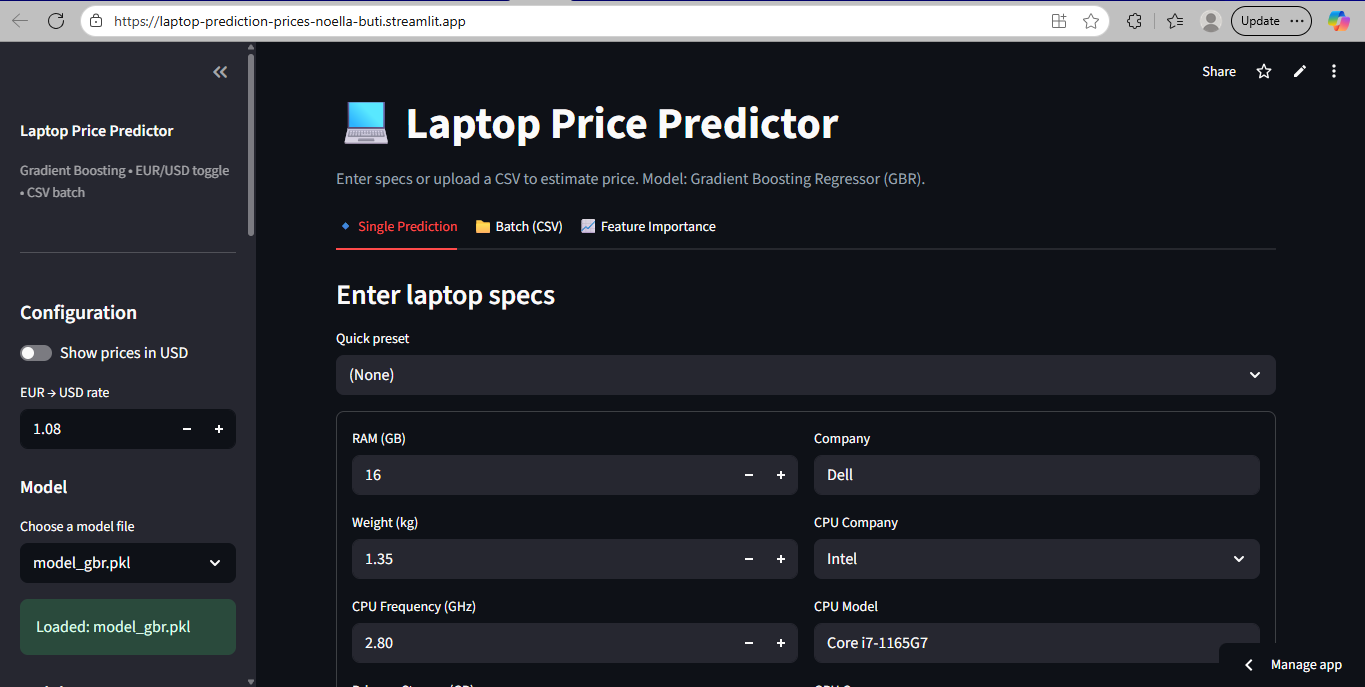 https://laptop-prediction-prices-noella-buti.streamlit.app
Update
Laptop Price Predictor
Gradient Boosting • EUR/USD toggle
• CSV batch
Configuration
Show prices in USD
EUR → USD rate
1.08
Model
Choose a model file
model_gbr.pkl
Loaded: model_gbr.pkl
Share
Laptop Price Predictor
Enter specs or upload a CSV to estimate price. Model: Gradient Boosting Regressor (GBR).
Single Prediction
Batch (CSV)
Feature Importance
Enter laptop specs
Quick preset
(None)
RAM (GB)
16
Company
Dell
Weight (kg)
1.35
CPU Company
Intel
CPU Frequency (GHz)
2.80
CPU Model
Core i7-1165G7
Manage app